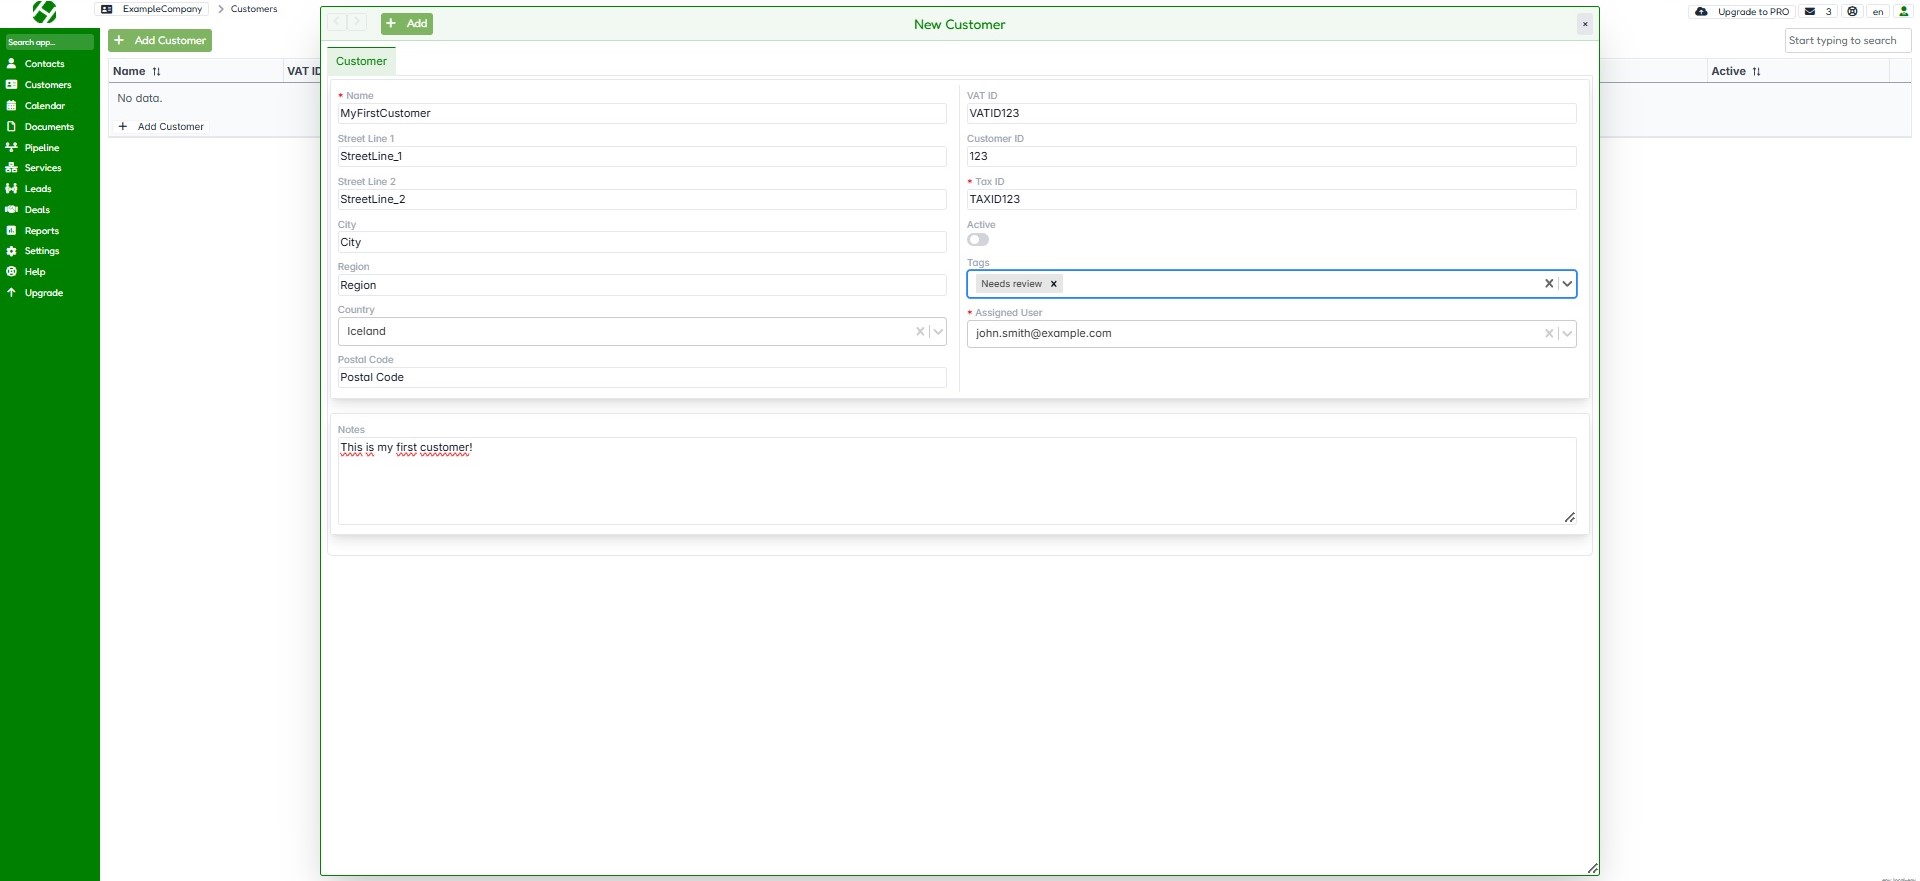 ExampleCompany > Customers
Upgrade to PRO 3 en
Search app...
Contacts
Customers
Calendar
Documents
Pipeline
Services
Leads
Deals
Reports
Settings
Help
Upgrade
+ Add Customer
Start typing to search
Name
VAT ID
Active
No data.
+ Add Customer
+ Add
New Customer
×
Customer
* Name
MyFirstCustomer
Street Line 1
StreetLine_1
Street Line 2
StreetLine_2
City
City
Region
Region
Country
Iceland
Postal Code
Postal Code
VAT ID
VATID123
Customer ID
123
* Tax ID
TAXID123
Active
Tags
Needs review ×
* Assigned User
john.smith@example.com
Notes
This is my first customer!